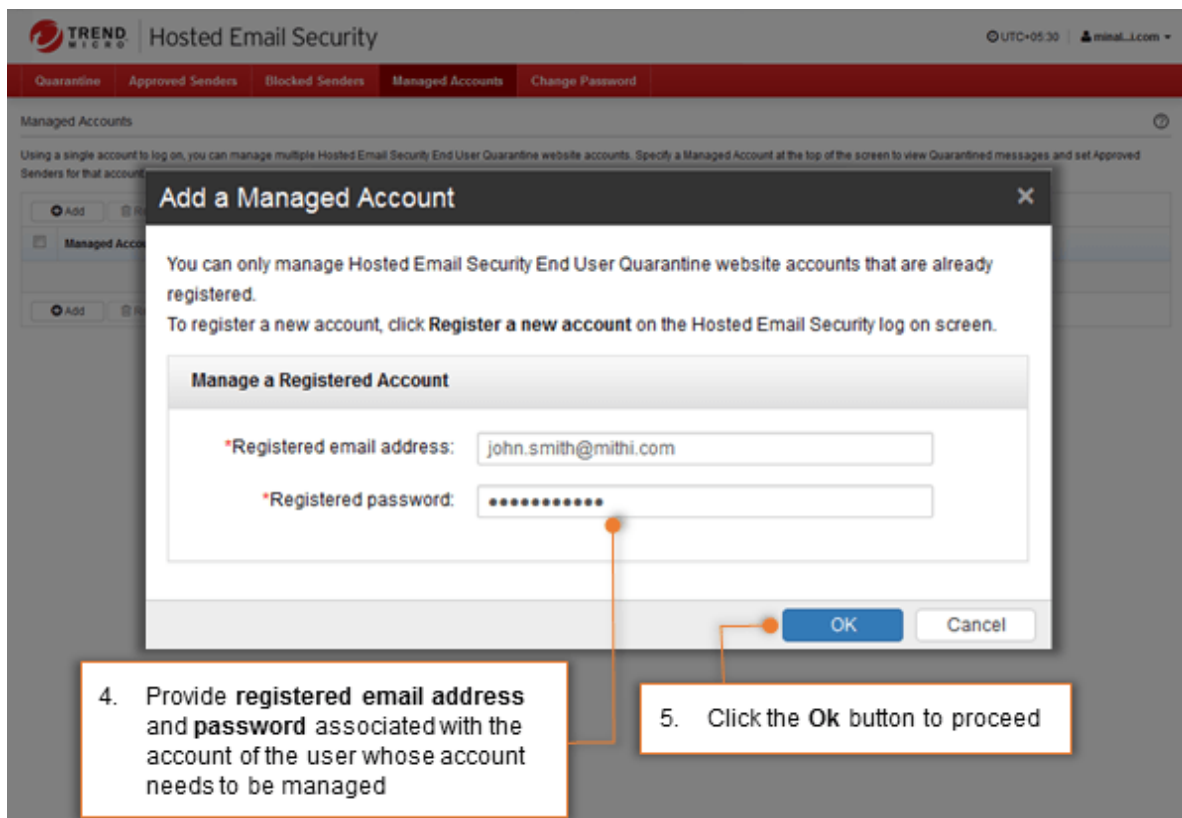 TREND MICRO Hosted Email Security UTC+05:30 minal...i.com
Quarantine Approved Senders Blocked Senders Managed Accounts Change Password
Managed Accounts
Using a single account to log on, you can manage multiple Hosted Email Security End User Quarantine website accounts. Specify a Managed Account at the top of the screen to view Quarantined messages and set Approved
Senders for that account
Add a Managed Account
Add
Managed Accou
You can only manage Hosted Email Security End User Quarantine website accounts that are already
registered.
Add
To register a new account, click Register a new account on the Hosted Email Security log on screen.
Manage a Registered Account
*Registered email address: john.smith@mithi.com
*Registered password: •••••••••••
OK Cancel
4. Provide registered email address
and password associated with the
account of the user whose account
needs to be managed
5. Click the Ok button to proceed